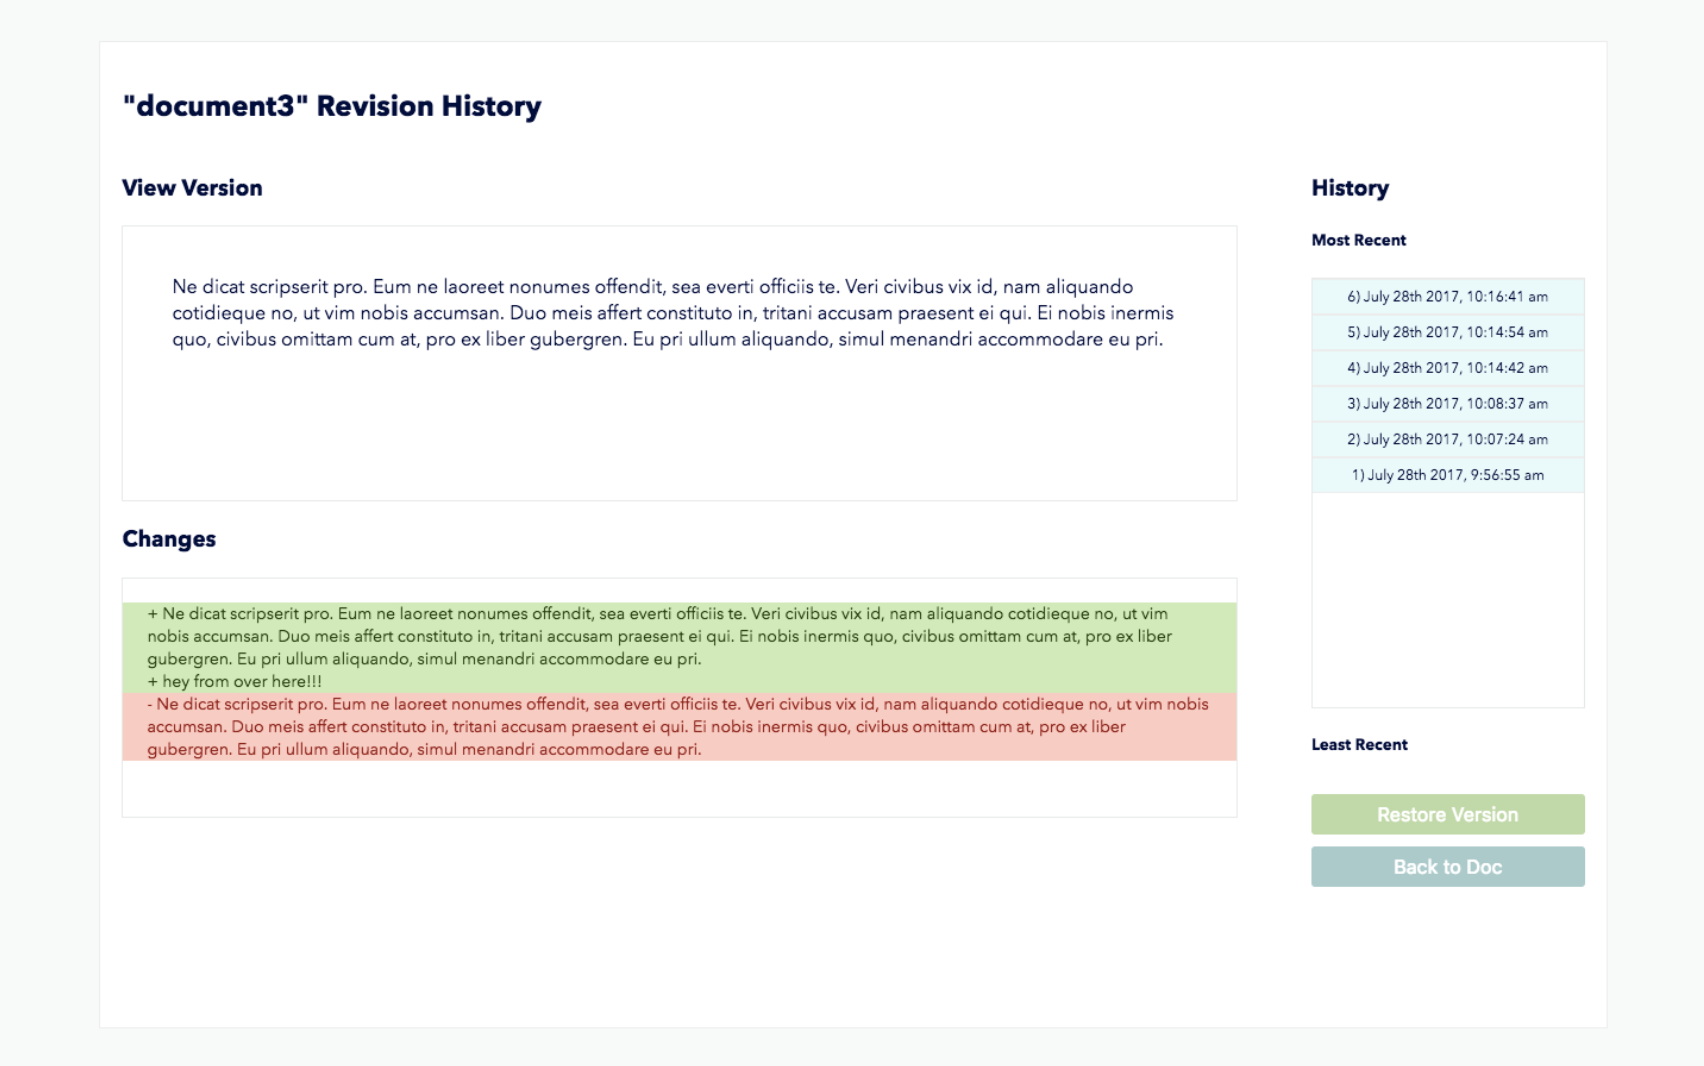 "document3" Revision History
View Version
Ne dicat scripserit pro. Eum ne laoreet nonumes offendit, sea everti officiis te. Veri civibus vix id, nam aliquando
cotidieque no, ut vim nobis accumsan. Duo meis affert constituto in, tritani accusam praesent ei qui. Ei nobis inermis
quo, civibus omittam cum at, pro ex liber gubergren. Eu pri ullum aliquando, simul menandri accommodare eu pri.
Changes
+ Ne dicat scripserit pro. Eum ne laoreet nonumes offendit, sea everti officiis te. Veri civibus vix id, nam aliquando cotidieque no, ut vim
nobis accumsan. Duo meis affert constituto in, tritani accusam praesent ei qui. Ei nobis inermis quo, civibus omittam cum at, pro ex liber
gubergren. Eu pri ullum aliquando, simul menandri accommodare eu pri.
+ hey from over here!!!
- Ne dicat scripserit pro. Eum ne laoreet nonumes offendit, sea everti officiis te. Veri civibus vix id, nam aliquando cotidieque no, ut vim nobis
accumsan. Duo meis affert constituto in, tritani accusam praesent ei qui. Ei nobis inermis quo, civibus omittam cum at, pro ex liber
gubergren. Eu pri ullum aliquando, simul menandri accommodare eu pri.
History
Most Recent
6) July 28th 2017, 10:16:41 am
5) July 28th 2017, 10:14:54 am
4) July 28th 2017, 10:14:42 am
3) July 28th 2017, 10:08:37 am
2) July 28th 2017, 10:07:24 am
1) July 28th 2017, 9:56:55 am
Least Recent
Restore Version
Back to Doc